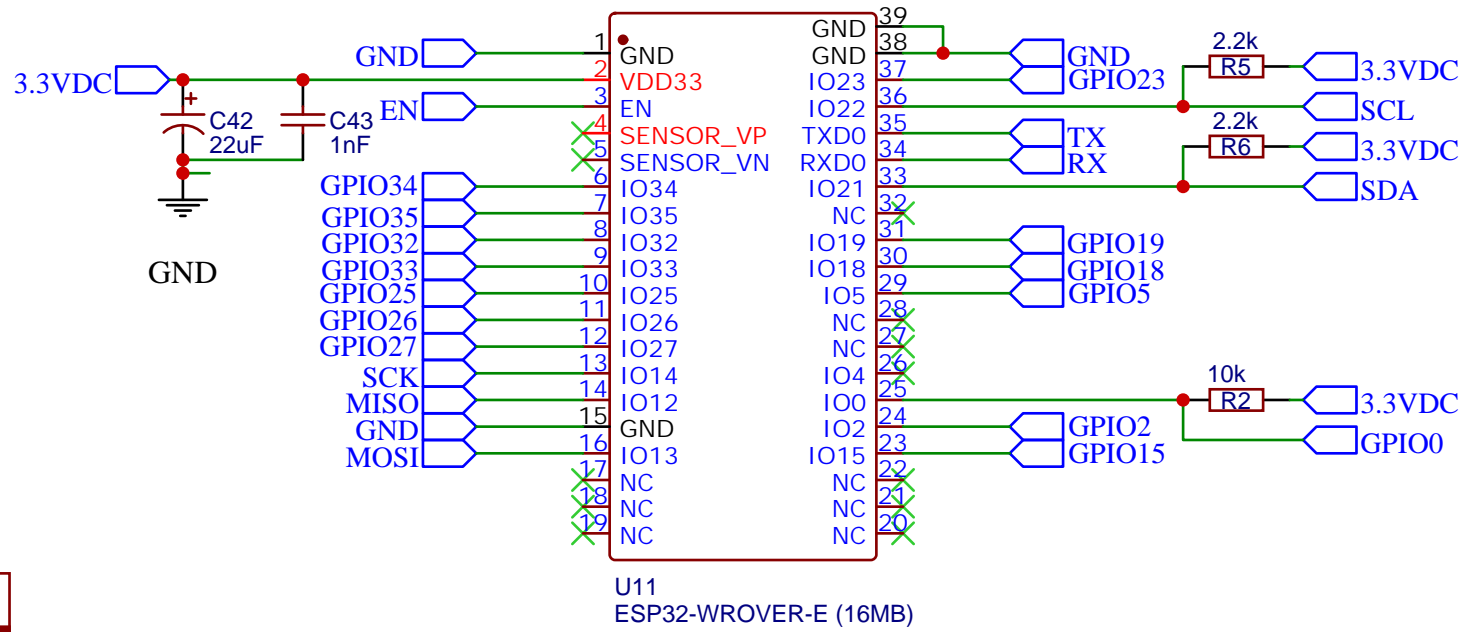 39
GND
1
GND
GND
38
GND
GND
2.2k
R5
3.3VDC
3.3VDC
2
VDD33
IO23
37
GPIO23
EN
3
EN
IO22
36
SCL
+
C42
22uF
C43
1nF
4
SENSOR_VP
TXD0
35
TX
2.2k
R6
3.3VDC
5
SENSOR_VN
RXD0
34
RX
GPIO34
6
IO34
IO21
33
SDA
GPIO35
7
IO35
NC
32
GPIO32
8
IO32
IO19
31
GPIO19
GND
GPIO33
9
IO33
IO18
30
GPIO18
GPIO25
10
IO25
IO5
29
GPIO5
GPIO26
11
IO26
NC
28
GPIO27
12
IO27
NC
27
SCK
13
IO14
IO4
26
MISO
14
IO12
IO0
25
10k
R2
3.3VDC
GND
15
GND
IO2
24
GPIO2
GPIO0
MOSI
16
IO13
IO15
23
GPIO15
17
NC
NC
22
18
NC
NC
21
19
NC
NC
20
U11
ESP32-WROVER-E (16MB)